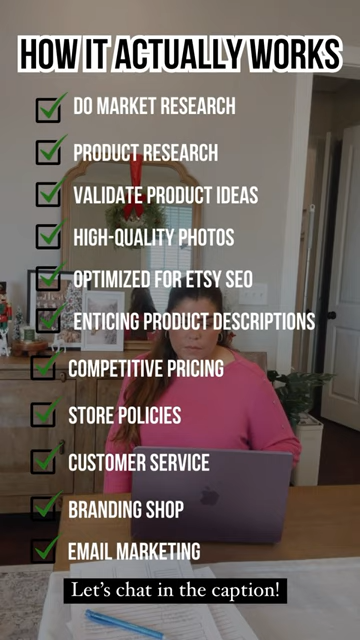 HOW IT ACTUALLY WORKS
DO MARKET RESEARCH
PRODUCT RESEARCH
VALIDATE PRODUCT IDEAS
HIGH-QUALITY PHOTOS
OPTIMIZED FOR ETSY SEO
ENTICING PRODUCT DESCRIPTIONS
COMPETITIVE PRICING
STORE POLICIES
CUSTOMER SERVICE
BRANDING SHOP
EMAIL MARKETING
Let's chat in the caption!